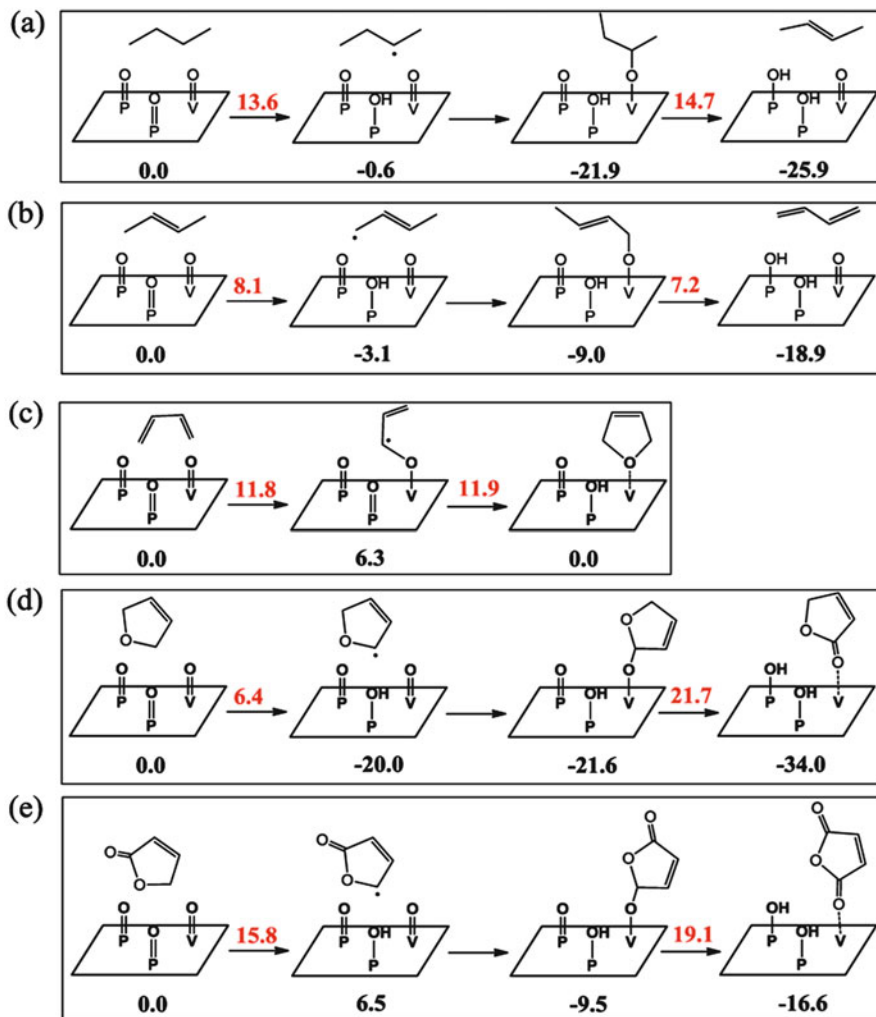 (a)
O O O
P P V
13.6
O OH O
P P V
O OH O
P P V
14.7
OH OH O
P P V
0.0 -0.6 -21.9 -25.9
(b)
O O O
P P V
8.1
O OH O
P P V
O OH O
P P V
7.2
OH OH O
P P V
0.0 -3.1 -9.0 -18.9
(c)
O O O
P P V
11.8
O O O
P P V
11.9
O OH O
P P V
0.0 6.3 0.0
(d)
O
O O O
P P V
6.4
O
O OH O
P P V
O
O OH O
P P V
21.7
O
O
OH OH
P P V
0.0 -20.0 -21.6 -34.0
(e)
O
O
O O O
P P V
15.8
O
O
O OH O
P P V
O
O
O OH O
P P V
19.1
O
O
O
OH OH
P P V
0.0 6.5 -9.5 -16.6